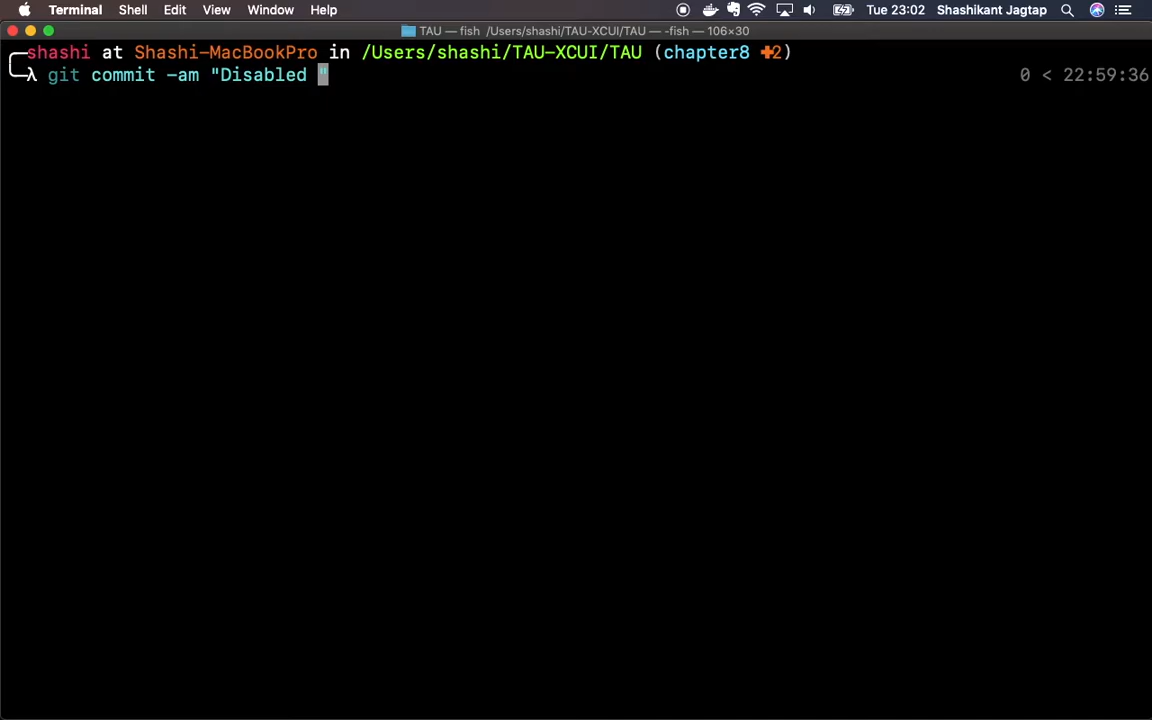 Terminal Shell Edit View Window Help Tue 23:02 Shashikant Jagtap
TAU — fish /Users/shashi/TAU-XCUI/TAU — -fish — 106×30
shashi at Shashi-MacBookPro in /Users/shashi/TAU-XCUI/TAU (chapter8 ✚2)
λ git commit -am "Disabled " 0 < 22:59:36